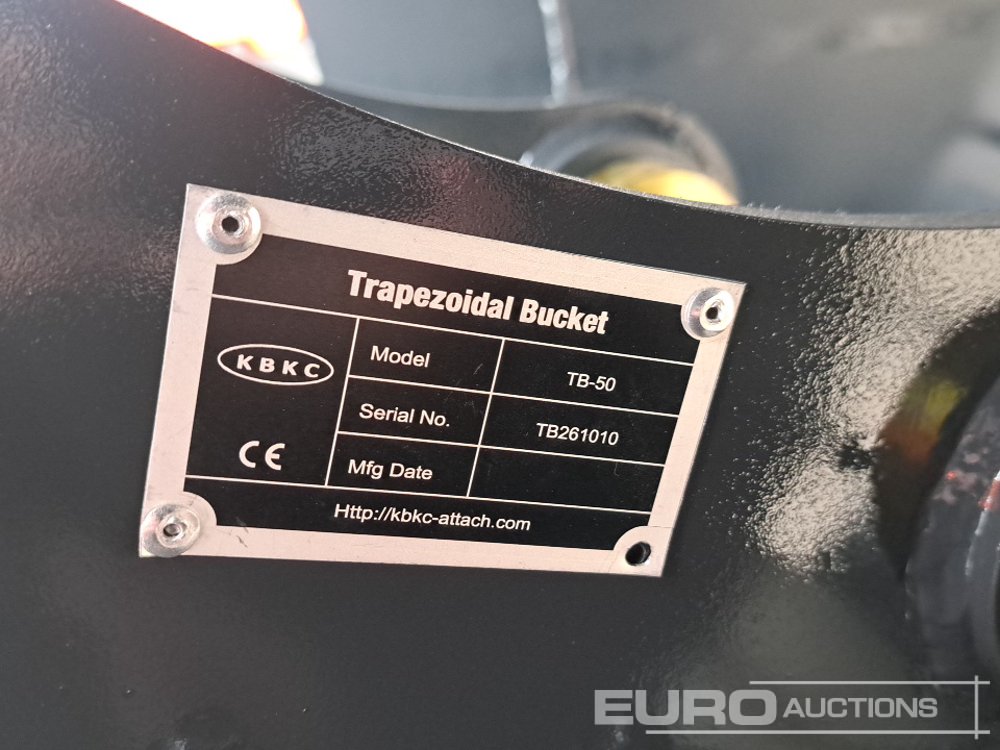 Trapezoidal Bucket
KBKC
CE
Model TB-50
Serial No. TB261010
Mfg Date
Http://kbkc-attach.com
EURO AUCTIONS